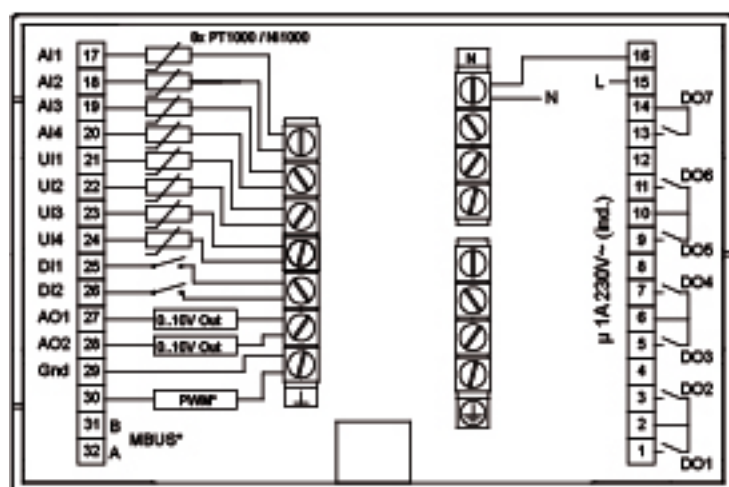 8x PT1000 / Ni1000
AI1 17
AI2 18
AI3 19
AI4 20
UI1 21
UI2 22
UI3 23
UI4 24
DI1 25
DI2 26
AO1 27 0..10V Out
AO2 28 0..10V Out
Gnd 29
30 PWM*
31 B
MBUS*
32 A
N
N
16
L 15
14 DO7
13
12
11 DO6
10
9 DO5
8
7 DO4
6
5
4 DO3
3 DO2
2
1 DO1
µ 1A 230V~ (ind.)